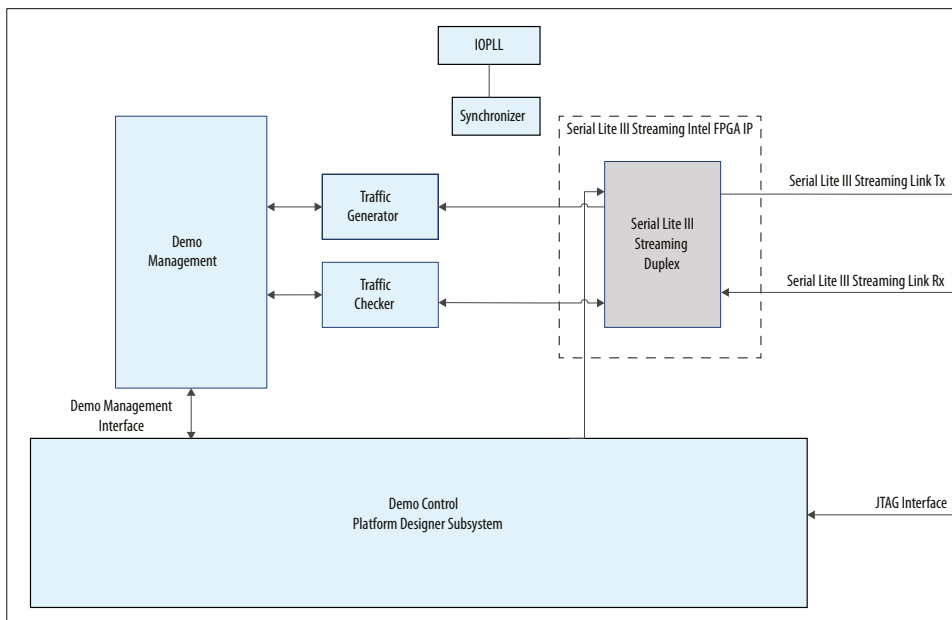 IOPLL
Synchronizer
Serial Lite III Streaming Intel FPGA IP
Serial Lite III Streaming Link Tx
Traffic
Generator
Serial Lite III
Streaming
Duplex
Demo
Management
Traffic
Checker
Serial Lite III Streaming Link Rx
Demo Management
Interface
Demo Control
Platform Designer Subsystem
JTAG Interface